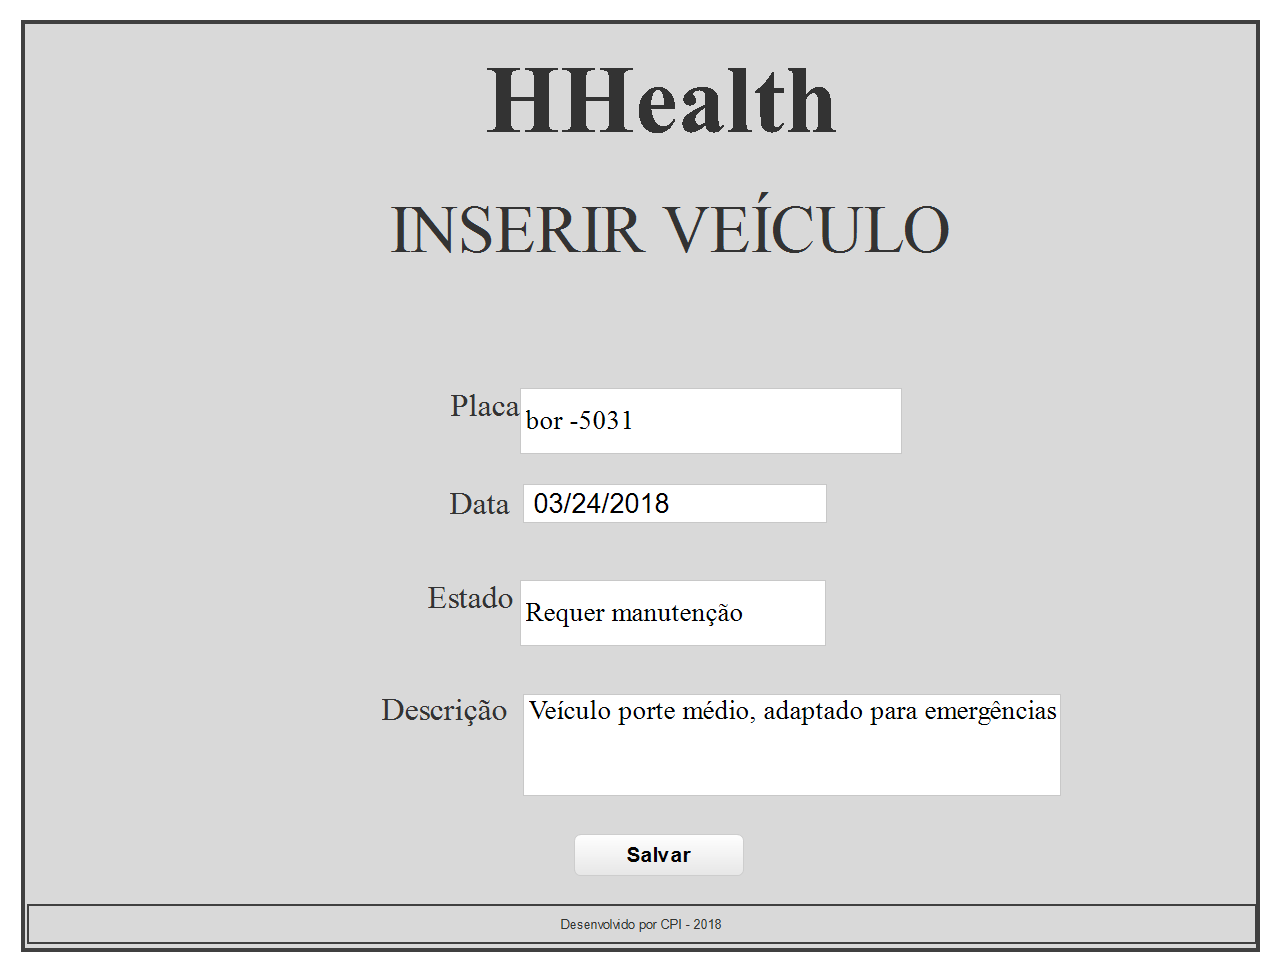 HHealth
INSERIR VEÍCULO
Placa bor -5031
Data 03/24/2018
Estado Requer manutenção
Descrição Veículo porte médio, adaptado para emergências
Salvar
Desenvolvido por CPI - 2018